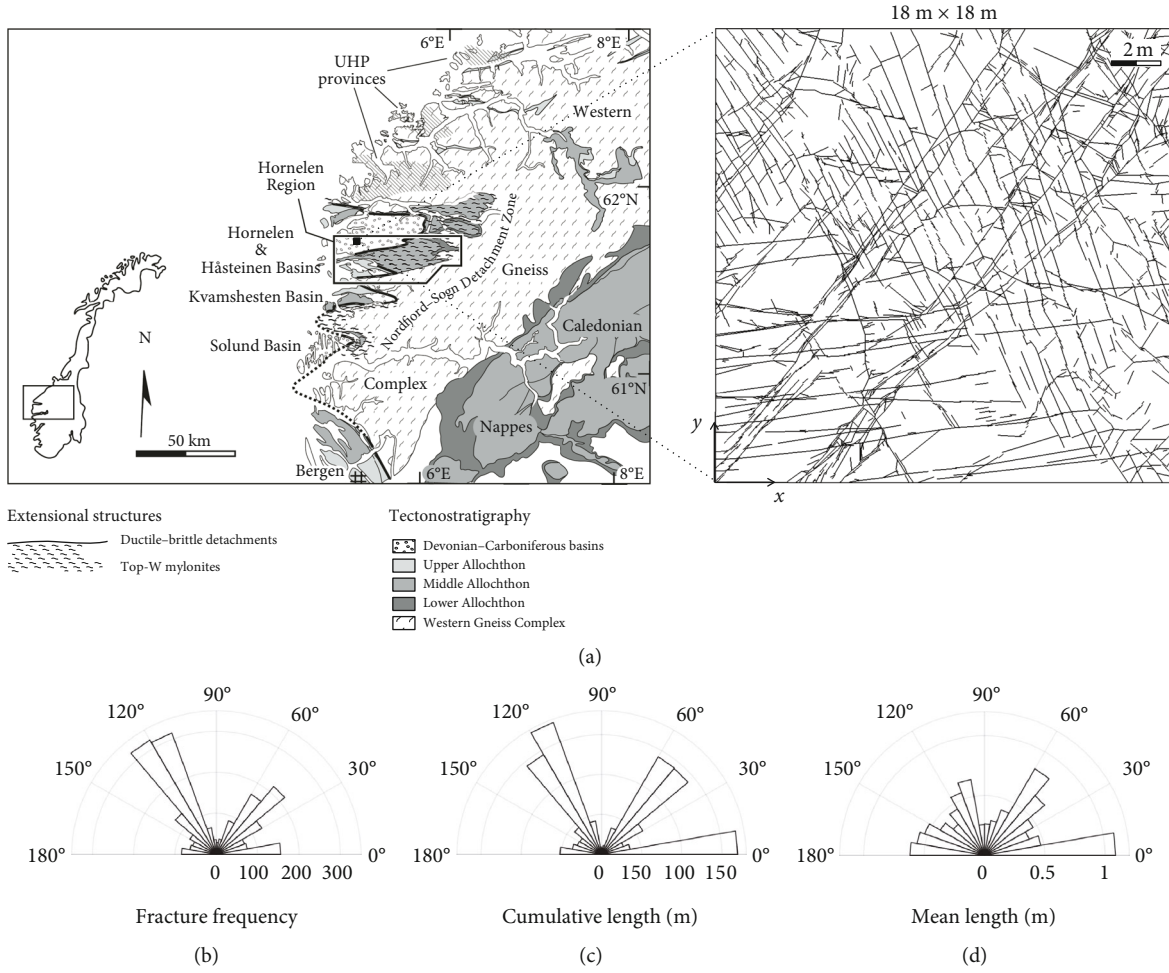 18 m × 18 m
6°E
8°E
UHP
provinces
2 m
Western
Hornelen
Region
62°N
Hornelen
&
Håsteinen Basins
Nordfjord–Sogn Detachment Zone
Gneiss
Kvamshesten Basin
N
Caledonian
Solund Basin
61°N
Complex
y
50 km
Nappes
Bergen
6°E
8°E
x
Extensional structures
Ductile–brittle detachments
Top-W mylonites
Tectonostratigraphy
Devonian–Carboniferous basins
Upper Allochthon
Middle Allochthon
Lower Allochthon
Western Gneiss Complex
(a)
90°
120°
60°
150°
30°
180°
0°
0 100 200 300
Fracture frequency
(b)
90°
120°
60°
150°
30°
180°
0°
0 150 100 150
Cumulative length (m)
(c)
90°
120°
60°
150°
30°
180°
0°
0 0.5 1
Mean length (m)
(d)